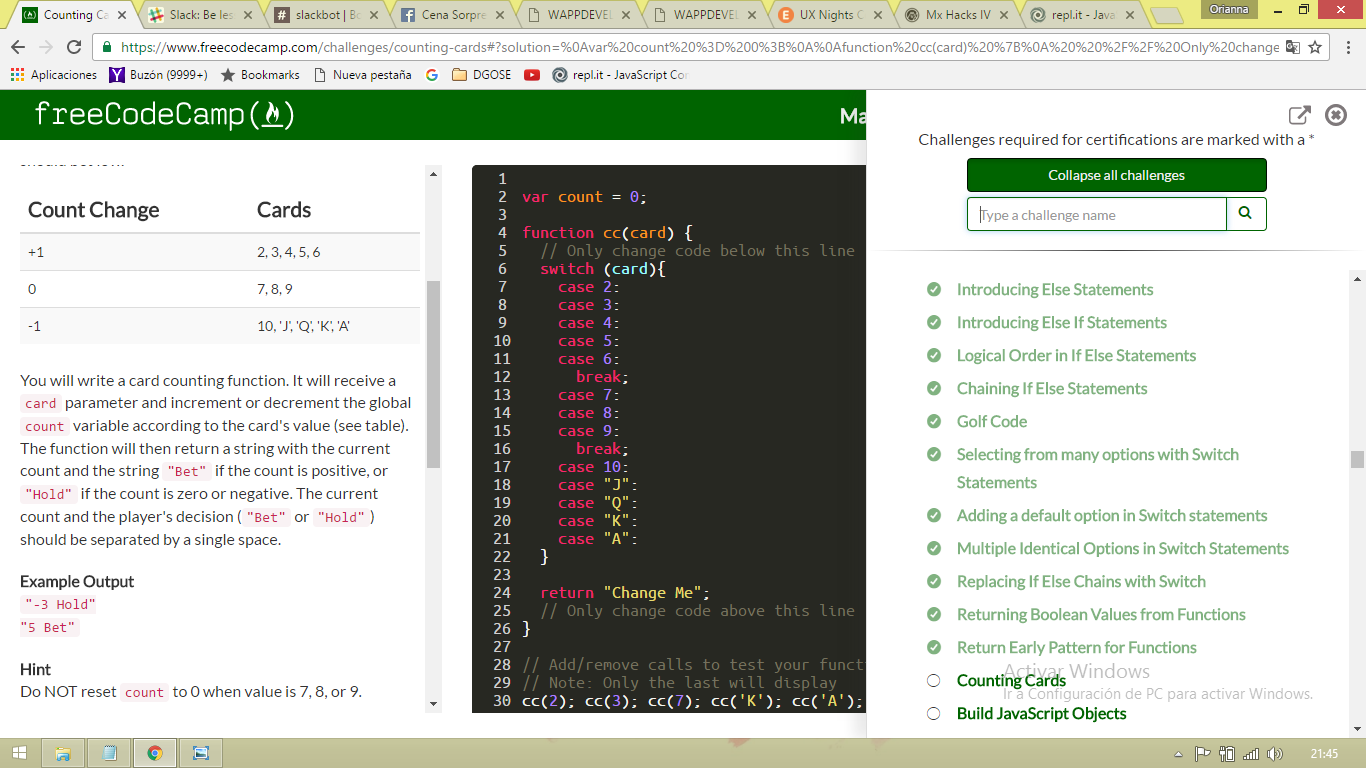 Counting Ca
Slack: Be les
slackbot | Bo
Cena Sorpre
WAPPDEVEL
WAPPDEVEL
UX Nights C
Mx Hacks IV
repl.it - Java
Orianna
https://www.freecodecamp.com/challenges/counting-cards#?solution=%0Avar%20count%20%3D%200%3B%0A%0Afunction%20cc(card)%20%7B%0A%20%20%2F%2F%20Only%20change
Aplicaciones
Buzón (9999+)
Bookmarks
Nueva pestaña
DGOSE
repl.it - JavaScript Co
freeCodeCamp
Ma
Count Change Cards
+1 2, 3, 4, 5, 6
0 7, 8, 9
-1 10, 'J', 'Q', 'K', 'A'
You will write a card counting function. It will receive a
card parameter and increment or decrement the global
count variable according to the card's value (see table).
The function will then return a string with the current
count and the string "Bet" if the count is positive, or
"Hold" if the count is zero or negative. The current
count and the player's decision ( "Bet" or "Hold" )
should be separated by a single space.
Example Output
"-3 Hold"
"5 Bet"
Hint
Do NOT reset count to 0 when value is 7, 8, or 9.
1
2 var count = 0;
3
4 function cc(card) {
5 // Only change code below this line
6 switch (card){
7 case 2:
8 case 3:
9 case 4:
10 case 5:
11 case 6:
12 break;
13 case 7:
14 case 8:
15 case 9:
16 break;
17 case 10:
18 case "J":
19 case "Q":
20 case "K":
21 case "A":
22 }
23
24 return "Change Me";
25 // Only change code above this line
26 }
27
28 // Add/remove calls to test your functi
29 // Note: Only the last will display
30 cc(2); cc(3); cc(7); cc('K'); cc('A');
Challenges required for certifications are marked with a *
Collapse all challenges
Type a challenge name
Introducing Else Statements
Introducing Else If Statements
Logical Order in If Else Statements
Chaining If Else Statements
Golf Code
Selecting from many options with Switch
Statements
Adding a default option in Switch statements
Multiple Identical Options in Switch Statements
Replacing If Else Chains with Switch
Returning Boolean Values from Functions
Return Early Pattern for Functions
Counting Cards
Build JavaScript Objects
Activar Windows
Ir a Configuración de PC para activar Windows.
21:45